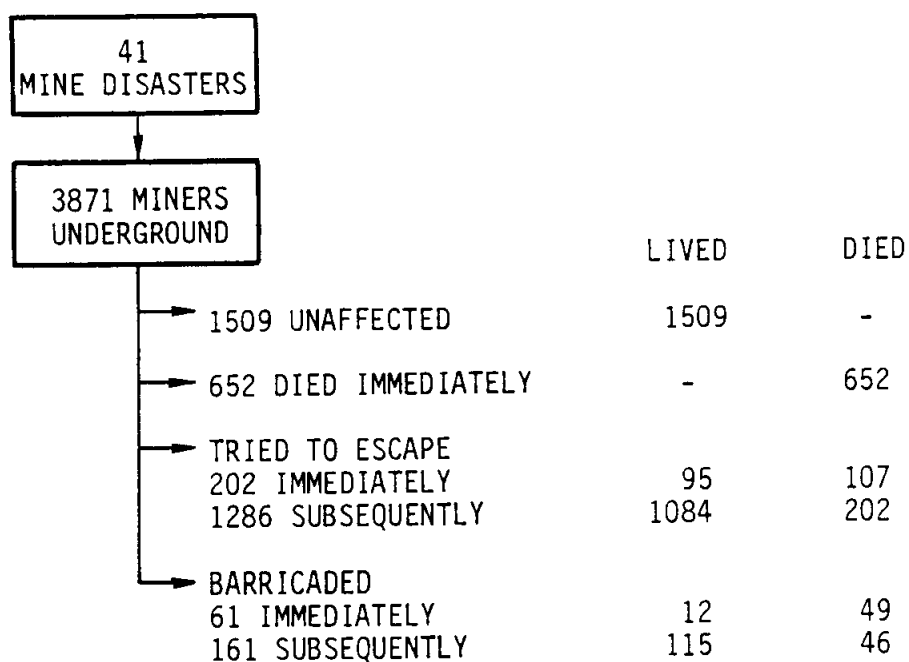 41
MINE DISASTERS
3871 MINERS
UNDERGROUND
LIVED DIED
1509 UNAFFECTED 1509 -
652 DIED IMMEDIATELY - 652
TRIED TO ESCAPE
202 IMMEDIATELY 95 107
1286 SUBSEQUENTLY 1084 202
BARRICADED
61 IMMEDIATELY 12 49
161 SUBSEQUENTLY 115 46